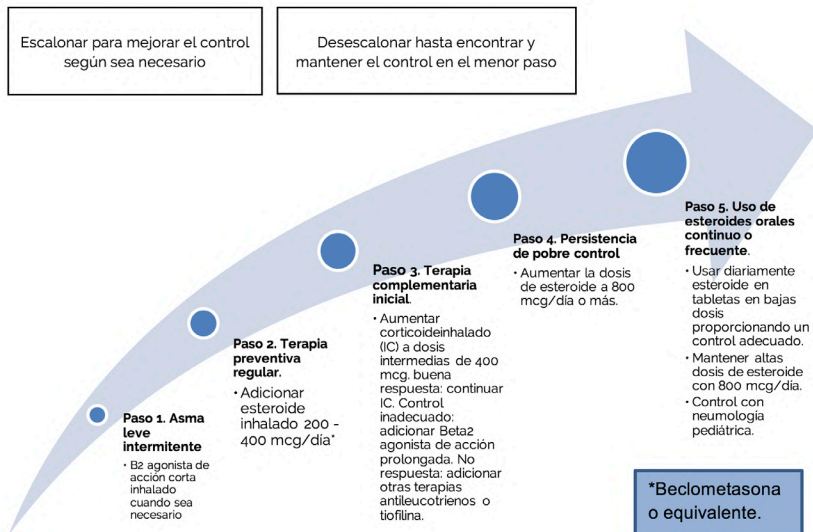 Escalonar para mejorar el control
según sea necesario
Desescalonar hasta encontrar y
mantener el control en el menor paso
Paso 1. Asma
leve
intermitente
• B2 agonista de
acción corta
inhalado
cuando sea
necesario
Paso 2. Terapia
preventiva
regular.
• Adicionar
esteroide
inhalado 200 -
400 mcg/día*
Paso 3. Terapia
complementaria
inicial.
• Aumentar
corticoideinhalado
(IC) a dosis
intermedias de 400
mcg. buena
respuesta: continuar
IC. Control
inadecuado:
adicionar Beta2
agonista de acción
prolongada. No
respuesta: adicionar
otras terapias
antileucotrienos o
tiofilina.
Paso 4. Persistencia
de pobre control
• Aumentar la dosis
de esteroide a 800
mcg/día o más.
Paso 5. Uso de
esteroides orales
continuo o
frecuente.
• Usar diariamente
esteroide en
tabletas en bajas
dosis
proporcionando un
control adecuado.
• Mantener altas
dosis de esteroide
con 800 mcg/día.
• Control con
neumología
pediátrica.
*Beclometasona
o equivalente.